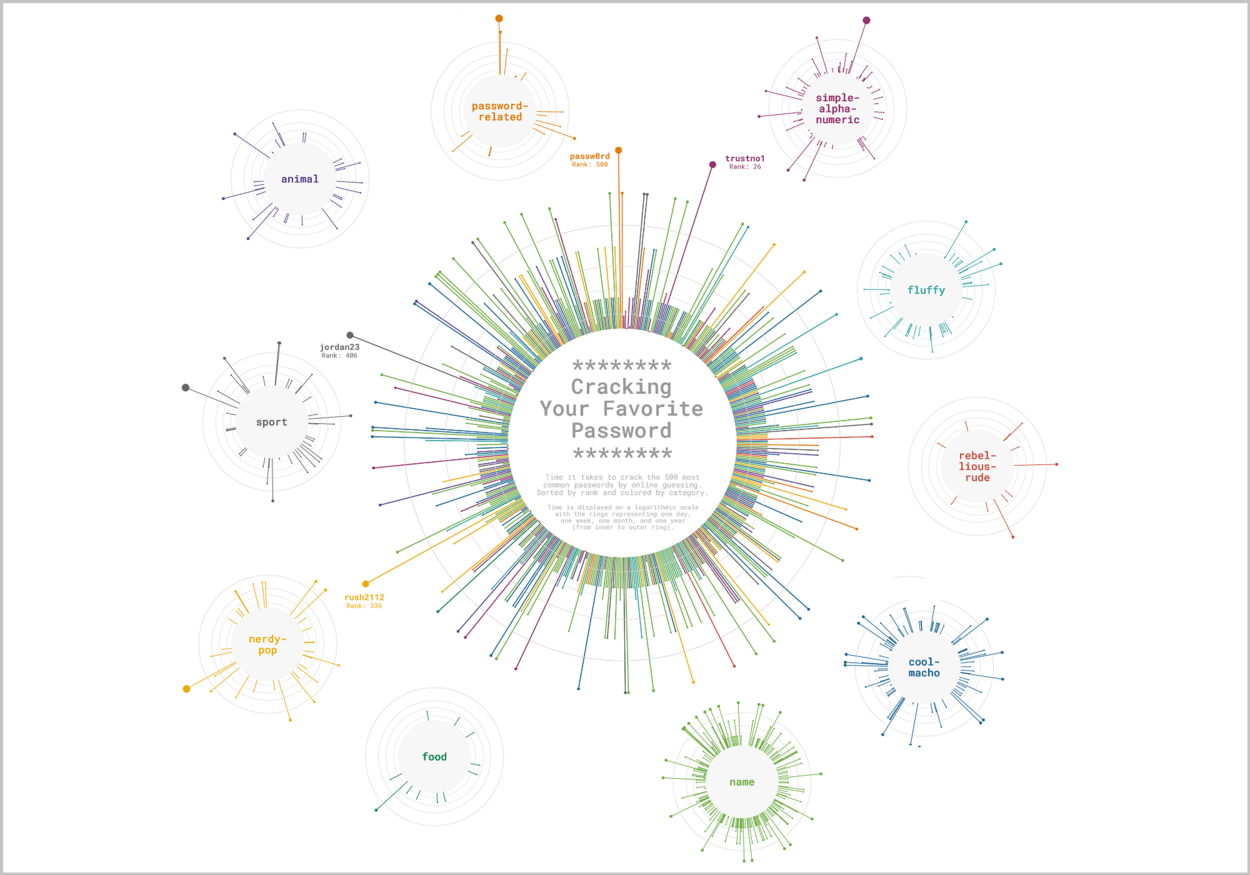 password-
related
simple-
alpha-
numeric
animal
passw0rd
Rank: 500
trustno1
Rank: 26
fluffy
jordan23
Rank: 406
********
Cracking
Your Favorite
Password
********
sport
rebel-
lious-
rude
Time it takes to crack the 500 most
common passwords by online guessing.
Sorted by rank and colored by category.
Time is displayed on a logarithmic scale
with the rings representing one day,
one week, one month, and one year
(from inner to outer ring).
rush2112
Rank: 336
nerdy-
pop
cool-
macho
food
name